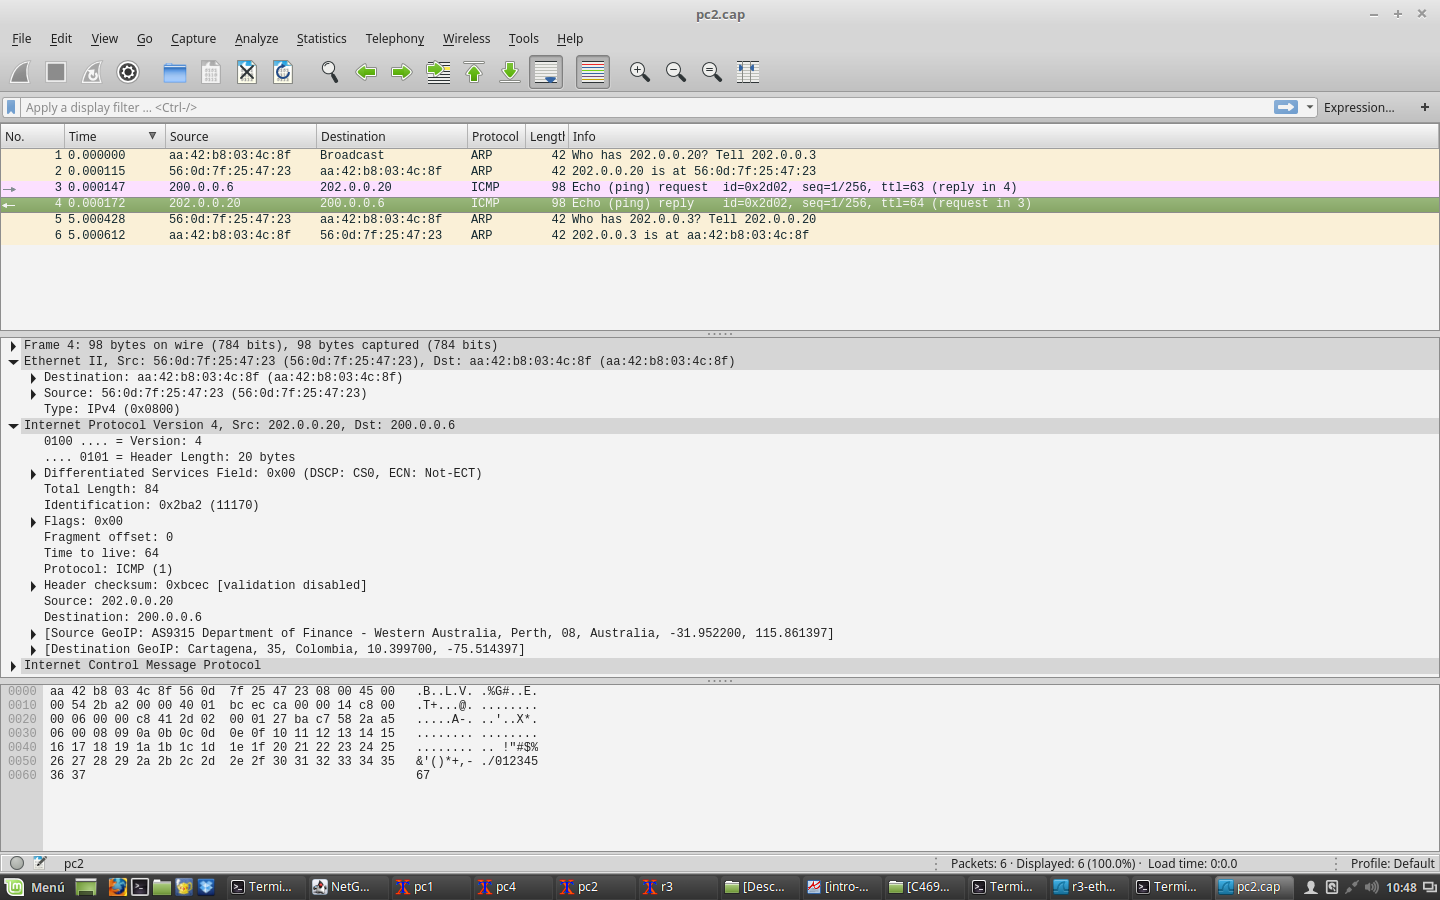 pc2.cap
File Edit View Go Capture Analyze Statistics Telephony Wireless Tools Help
Apply a display filter ... <Ctrl-/> Expression... +
No. Time Source Destination Protocol Length Info
1 0.000000 aa:42:b8:03:4c:8f Broadcast ARP 42 Who has 202.0.0.20? Tell 202.0.0.3
2 0.000115 56:0d:7f:25:47:23 aa:42:b8:03:4c:8f ARP 42 202.0.0.20 is at 56:0d:7f:25:47:23
3 0.000147 200.0.0.6 202.0.0.20 ICMP 98 Echo (ping) request id=0x2d02, seq=1/256, ttl=63 (reply in 4)
4 0.000172 202.0.0.20 200.0.0.6 ICMP 98 Echo (ping) reply id=0x2d02, seq=1/256, ttl=64 (request in 3)
5 5.000428 56:0d:7f:25:47:23 aa:42:b8:03:4c:8f ARP 42 Who has 202.0.0.3? Tell 202.0.0.20
6 5.000612 aa:42:b8:03:4c:8f 56:0d:7f:25:47:23 ARP 42 202.0.0.3 is at aa:42:b8:03:4c:8f
Frame 4: 98 bytes on wire (784 bits), 98 bytes captured (784 bits)
Ethernet II, Src: 56:0d:7f:25:47:23 (56:0d:7f:25:47:23), Dst: aa:42:b8:03:4c:8f (aa:42:b8:03:4c:8f)
Destination: aa:42:b8:03:4c:8f (aa:42:b8:03:4c:8f)
Source: 56:0d:7f:25:47:23 (56:0d:7f:25:47:23)
Type: IPv4 (0x0800)
Internet Protocol Version 4, Src: 202.0.0.20, Dst: 200.0.0.6
0100 .... = Version: 4
.... 0101 = Header Length: 20 bytes
Differentiated Services Field: 0x00 (DSCP: CS0, ECN: Not-ECT)
Total Length: 84
Identification: 0x2ba2 (11170)
Flags: 0x00
Fragment offset: 0
Time to live: 64
Protocol: ICMP (1)
Header checksum: 0xbcec [validation disabled]
Source: 202.0.0.20
Destination: 200.0.0.6
[Source GeoIP: AS9315 Department of Finance - Western Australia, Perth, 08, Australia, -31.952200, 115.861397]
[Destination GeoIP: Cartagena, 35, Colombia, 10.399700, -75.514397]
Internet Control Message Protocol
0000 aa 42 b8 03 4c 8f 56 0d 7f 25 47 23 08 00 45 00 .B..L.V. .%G#..E.
0010 00 54 2b a2 00 00 40 01 bc ec ca 00 00 14 c8 00 .T+...@. ........
0020 00 06 00 00 c8 41 2d 02 00 01 27 ba c7 58 2a a5 .....A-. ..'..X*.
0030 06 00 08 09 0a 0b 0c 0d 0e 0f 10 11 12 13 14 15 ........ ........
0040 16 17 18 19 1a 1b 1c 1d 1e 1f 20 21 22 23 24 25 ........ .. !"#$%
0050 26 27 28 29 2a 2b 2c 2d 2e 2f 30 31 32 33 34 35 &'()*+,- ./012345
0060 36 37 67
pc2 Packets: 6 · Displayed: 6 (100.0%) · Load time: 0:0.0 Profile: Default
Menú Termi... NetG... pc1 pc4 pc2 r3 [Desc... [intro-... [C469... Termi... r3-eth... Termi... pc2.cap 10:48